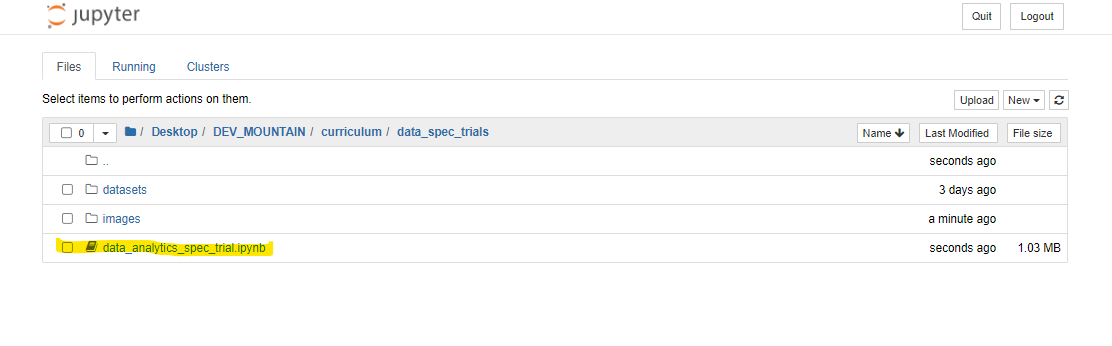 jupyter
Quit Logout
Files Running Clusters
Select items to perform actions on them.
Upload New
0 / Desktop / DEV_MOUNTAIN / curriculum / data_spec_trials Name Last Modified File size
.. seconds ago
datasets 3 days ago
images a minute ago
data_analytics_spec_trial.ipynb seconds ago 1.03 MB